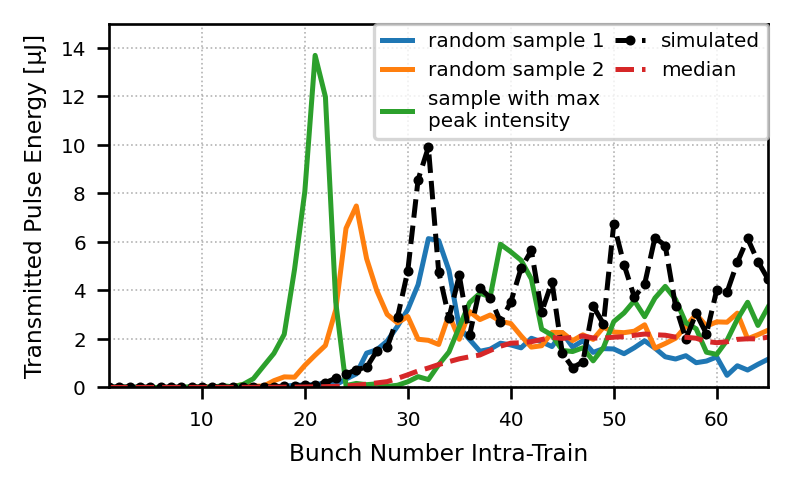 Transmitted Pulse Energy [µJ]
14
12
10
8
6
4
2
0
random sample 1
random sample 2
sample with max
peak intensity
simulated
median
10 20 30 40 50 60
Bunch Number Intra-Train